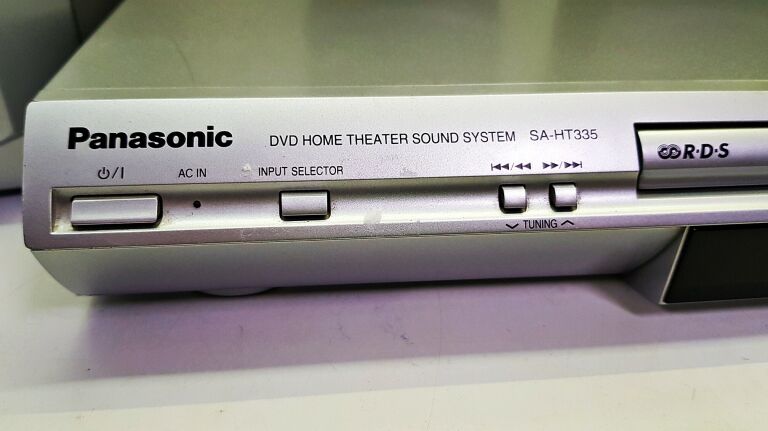 Panasonic DVD HOME THEATER SOUND SYSTEM SA-HT335
R·D·S
⏻/I AC IN INPUT SELECTOR
TUNING